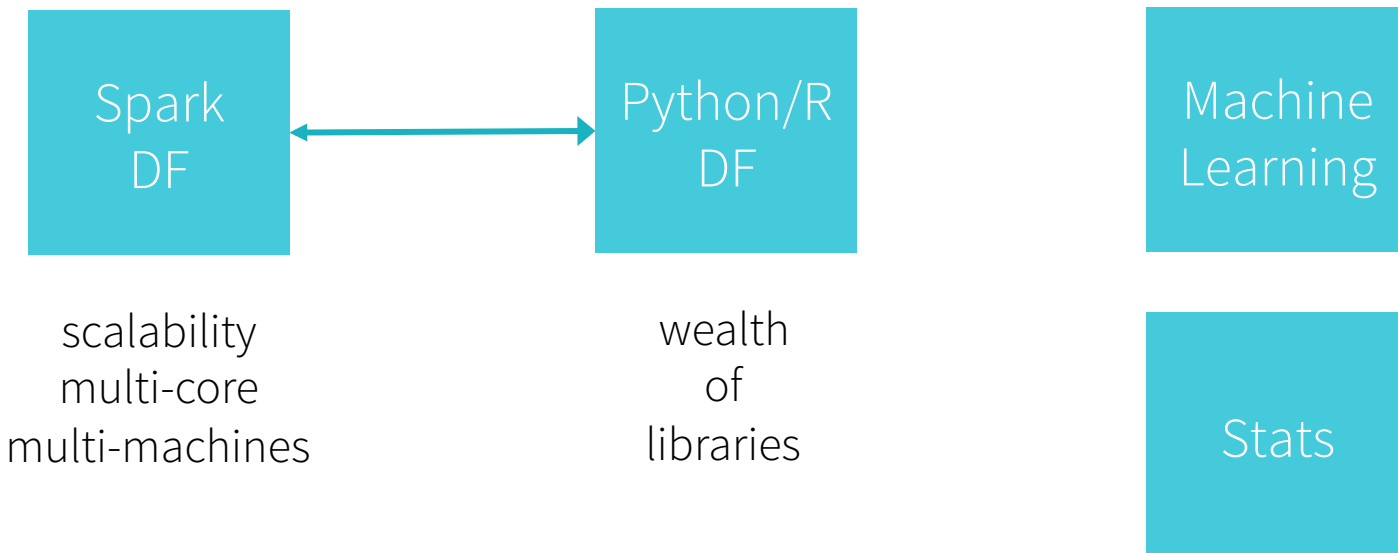 Spark
DF
Python/R
DF
Machine
Learning
scalability
multi-core
multi-machines
wealth
of
libraries
Stats